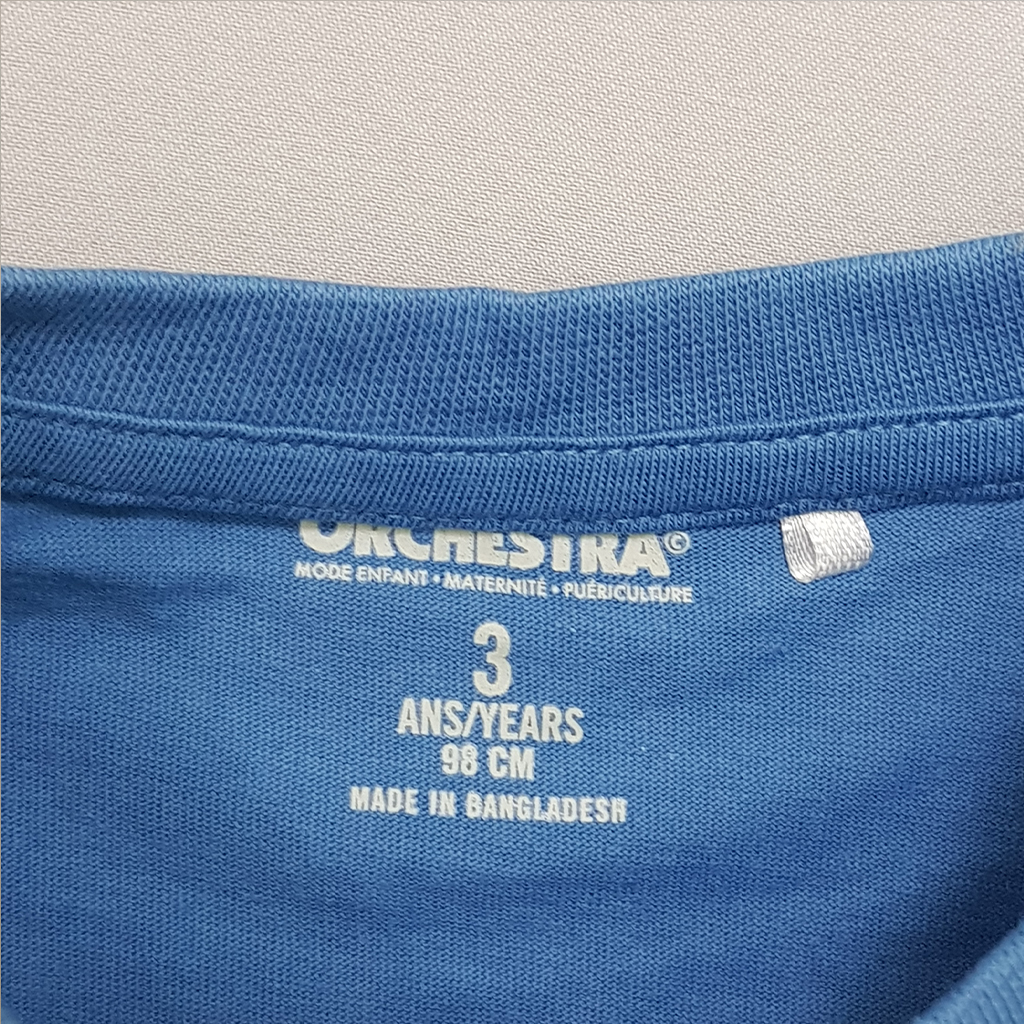 ORCHESTRA©
MODE ENFANT • MATERNITÉ • PUÉRICULTURE
3
ANS/YEARS
98 CM
MADE IN BANGLADESH